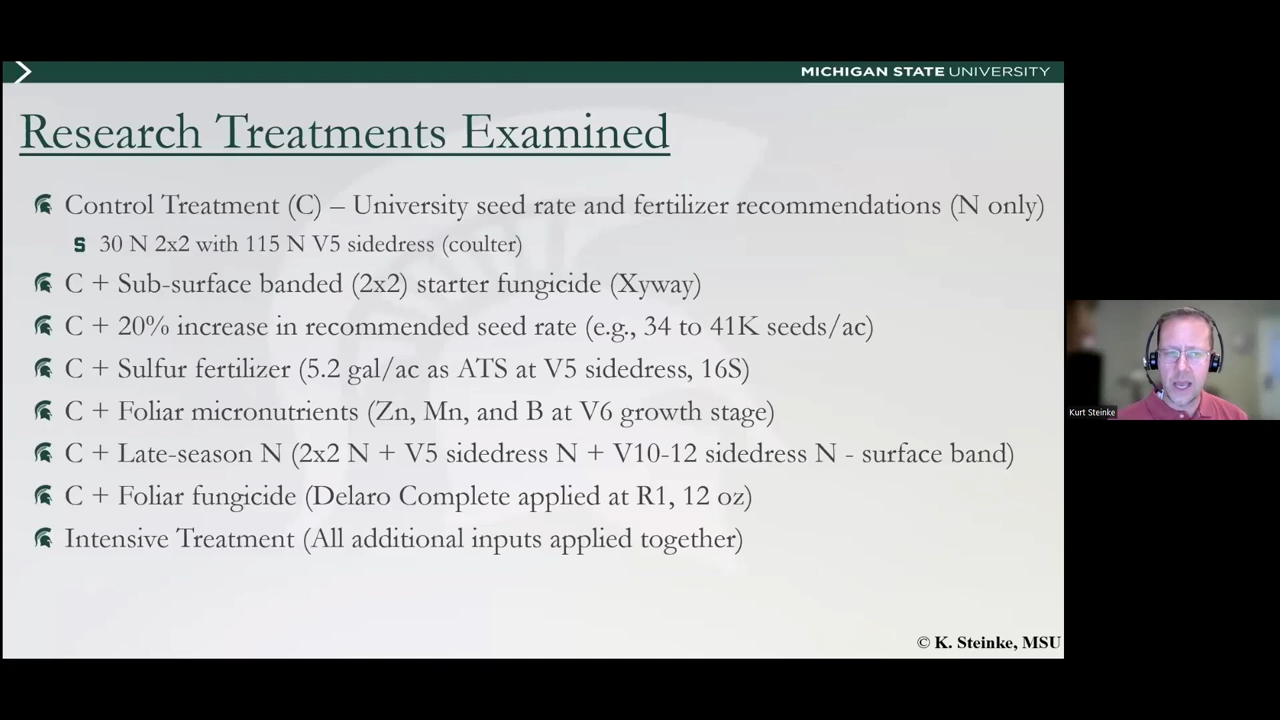 MICHIGAN STATE UNIVERSITY
Research Treatments Examined
Control Treatment (C) – University seed rate and fertilizer recommendations (N only)
30 N 2x2 with 115 N V5 sidedress (coulter)
C + Sub-surface banded (2x2) starter fungicide (Xyway)
C + 20% increase in recommended seed rate (e.g., 34 to 41K seeds/ac)
C + Sulfur fertilizer (5.2 gal/ac as ATS at V5 sidedress, 16S)
C + Foliar micronutrients (Zn, Mn, and B at V6 growth stage)
C + Late-season N (2x2 N + V5 sidedress N + V10-12 sidedress N - surface band)
C + Foliar fungicide (Delaro Complete applied at R1, 12 oz)
Intensive Treatment (All additional inputs applied together)
© K. Steinke, MSU
Kurt Steinke